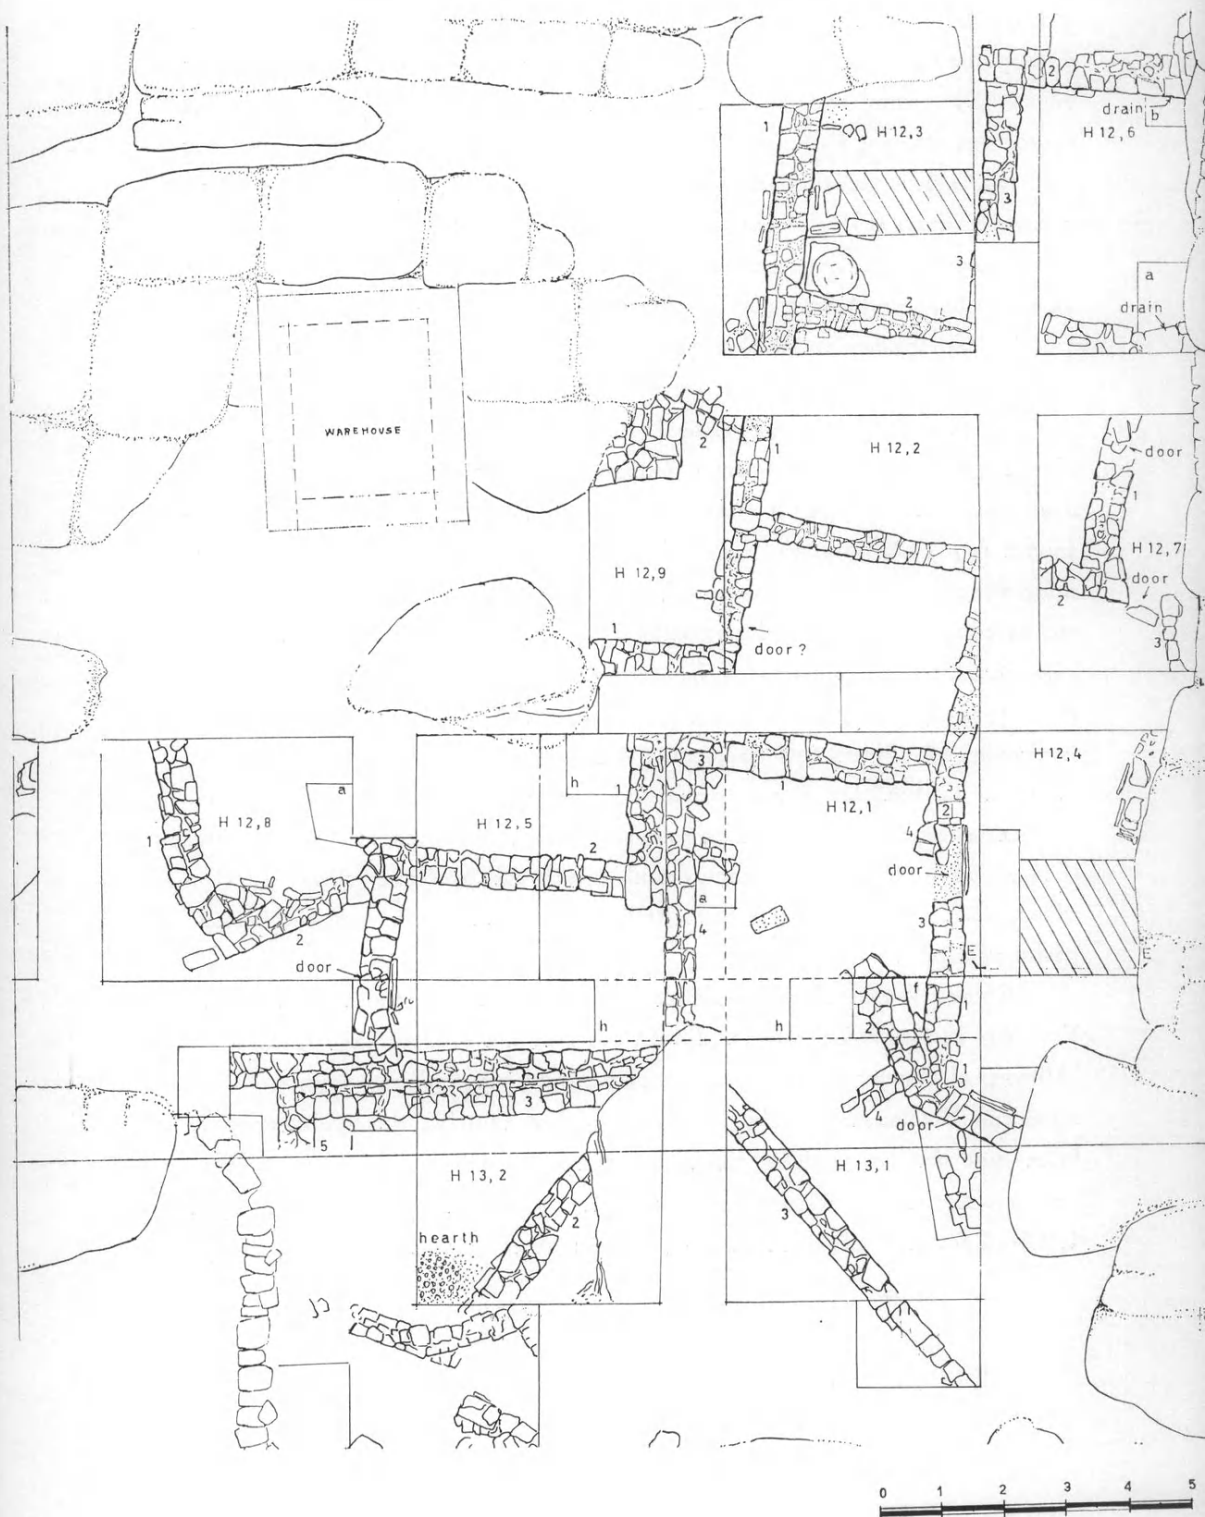 2
drain
b
1
H 12,3
H 12,6
3
3
a
2
drain
WAREHOUSE
2
1
H 12,2
door
1
H 12,9
H 12,7
door
2
1
door ?
3
H 12,4
3
h
1
1
a
H 12,1
2
1
H 12,8
H 12,5
2
4
door
a
3
4
2
door
E
E
f
h
h
2
1
1
3
4
door
5
H 13,2
H 13,1
2
3
hearth
0 1 2 3 4 5